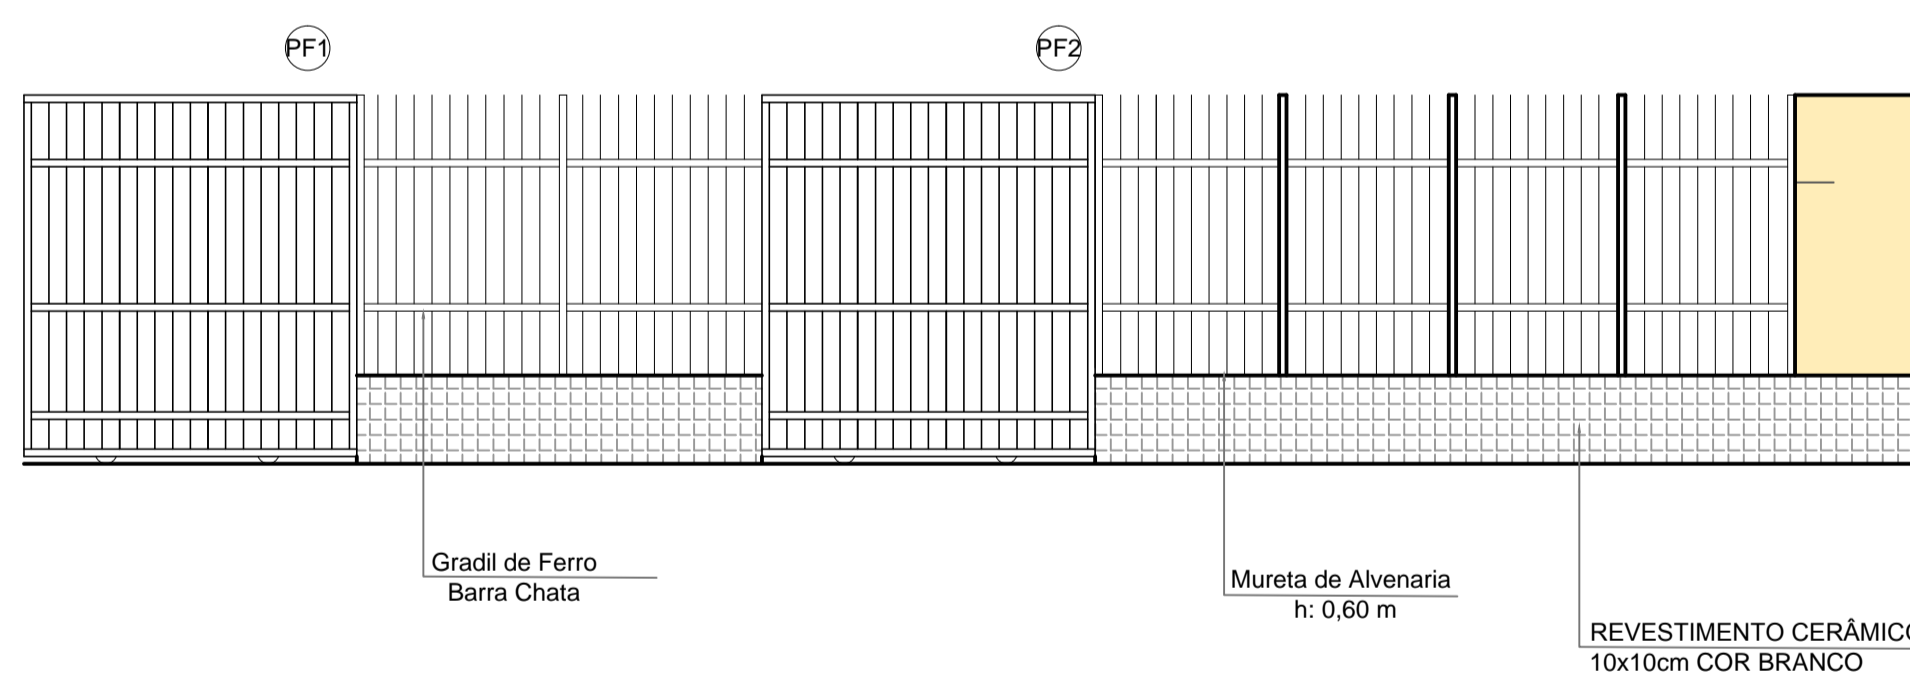 PF1
PF2
Gradil de Ferro
Barra Chata
Mureta de Alvenaria
h: 0,60 m
REVESTIMENTO CERÂMICO
10x10cm COR BRANCO